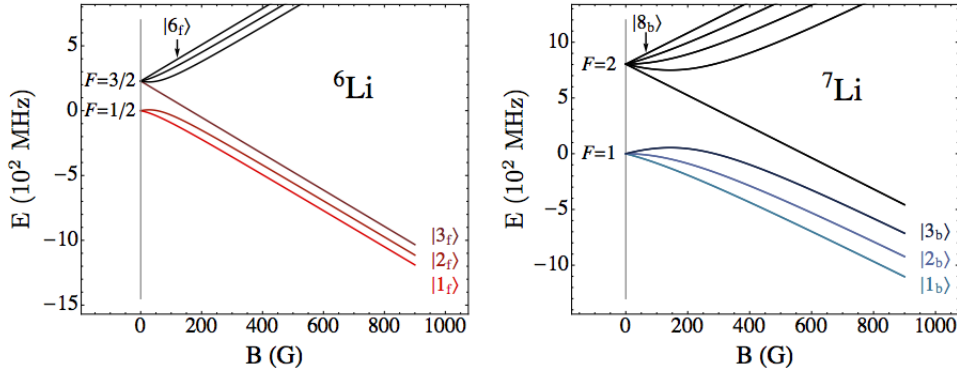 |6f⟩
⁶Li
F=3/2
F=1/2
|3f⟩
|2f⟩
|1f⟩
E (10² MHz)
5
0
−5
−10
−15
0 200 400 600 800 1000
B (G)
|8b⟩
⁷Li
F=2
F=1
|3b⟩
|2b⟩
|1b⟩
E (10² MHz)
10
5
0
−5
−10
0 200 400 600 800 1000
B (G)